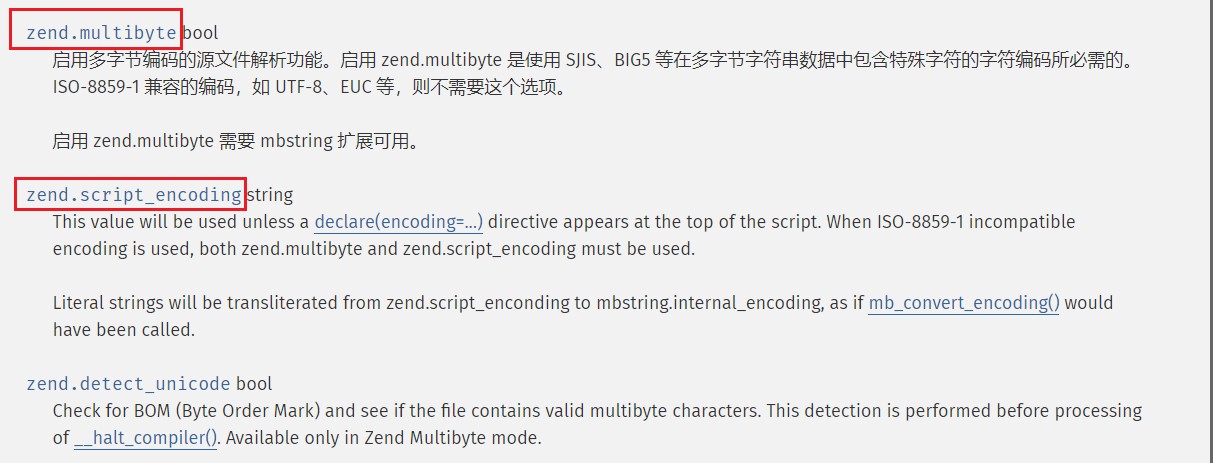 zend.multibyte bool
启用多字节编码的源文件解析功能。启用 zend.multibyte 是使用 SJIS、BIG5 等在多字节字符串数据中包含特殊字符的字符编码所必需的。
ISO-8859-1 兼容的编码，如 UTF-8、EUC 等，则不需要这个选项。
启用 zend.multibyte 需要 mbstring 扩展可用。
zend.script_encoding string
This value will be used unless a declare(encoding=...) directive appears at the top of the script. When ISO-8859-1 incompatible
encoding is used, both zend.multibyte and zend.script_encoding must be used.
Literal strings will be transliterated from zend.script_enconding to mbstring.internal_encoding, as if mb_convert_encoding() would
have been called.
zend.detect_unicode bool
Check for BOM (Byte Order Mark) and see if the file contains valid multibyte characters. This detection is performed before processing
of __halt_compiler(). Available only in Zend Multibyte mode.